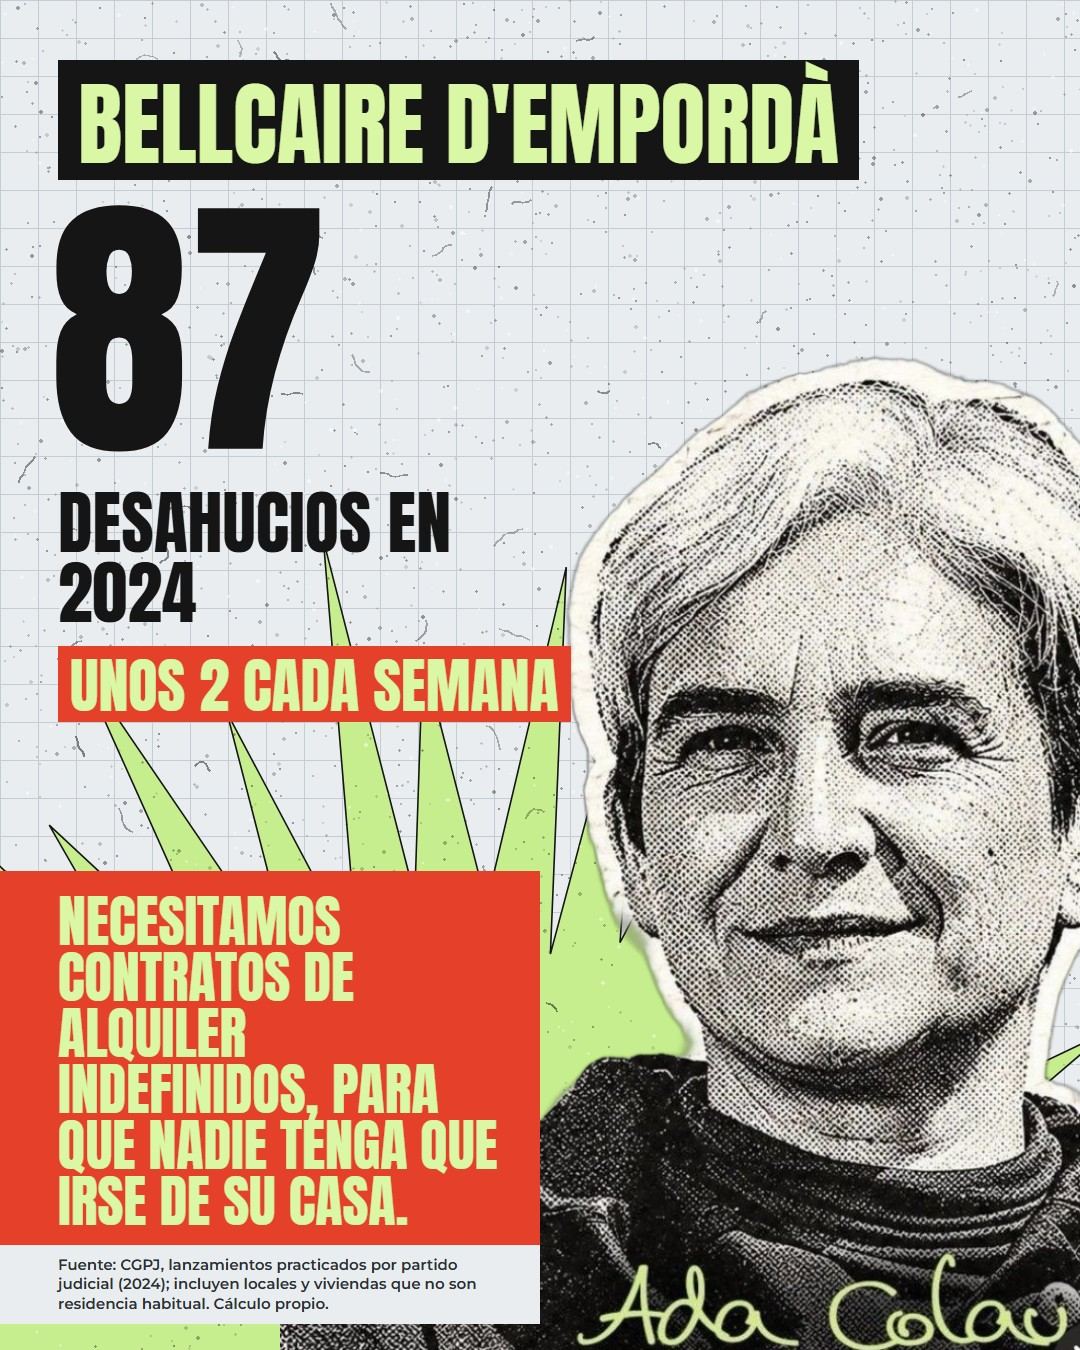 BELLCAIRE D'EMPORDÀ
87
DESAHUCIOS EN
2024
UNOS 2 CADA SEMANA
NECESITAMOS
CONTRATOS DE
ALQUILER
INDEFINIDOS, PARA
QUE NADIE TENGA QUE
IRSE DE SU CASA.
Fuente: CGPJ, lanzamientos practicados por partido
judicial (2024); incluyen locales y viviendas que no son
residencia habitual. Cálculo propio.
Ada Colau